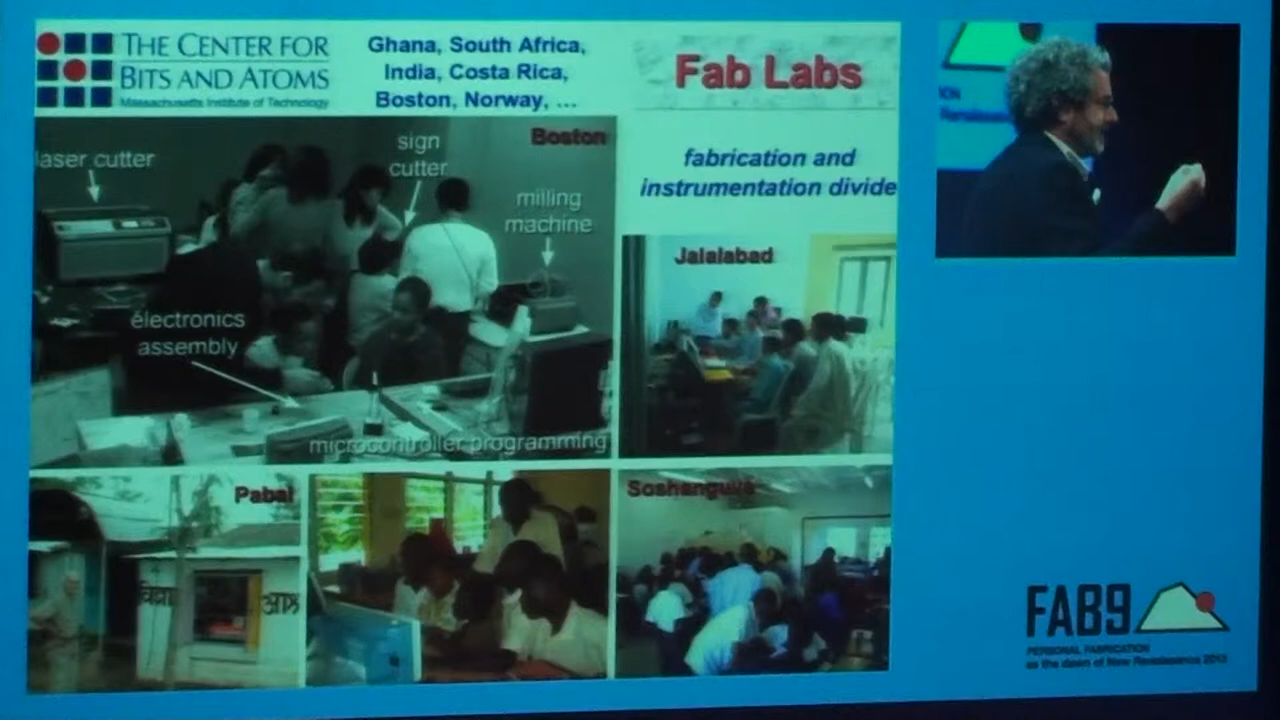 THE CENTER FOR
BITS AND ATOMS
Massachusetts Institute of Technology
Ghana, South Africa,
India, Costa Rica,
Boston, Norway, ...
Fab Labs
fabrication and
instrumentation divide
laser cutter
sign
cutter
milling
machine
Boston
electronics
assembly
microcontroller programming
Jalalabad
Pabal
Soshanguve
विज्ञान
FAB9
PERSONAL FABRICATION
as the dawn of New Renaissance 2013